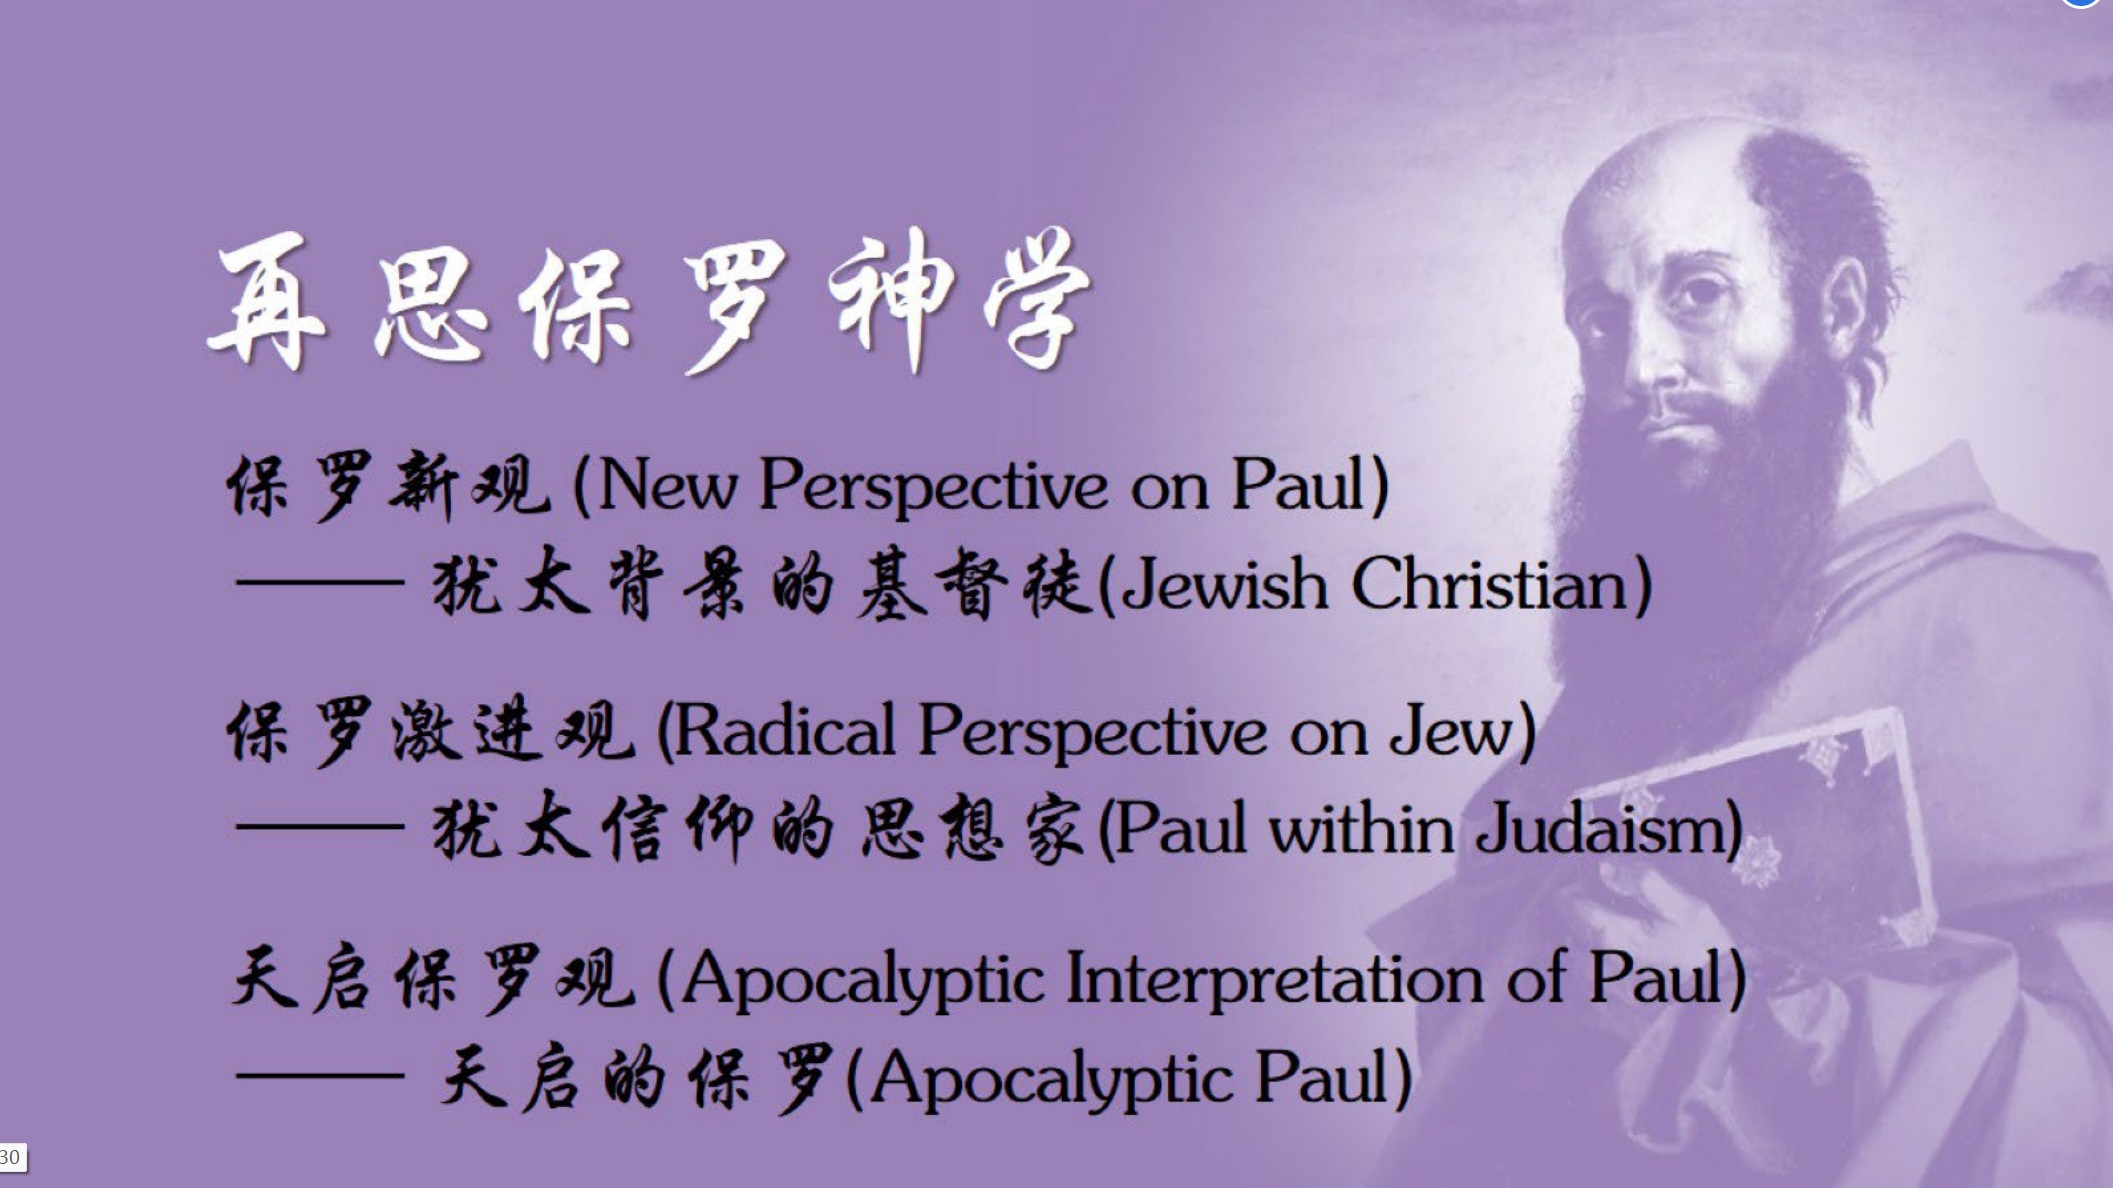 再思保罗神学
保罗新观 (New Perspective on Paul)
—— 犹太背景的基督徒(Jewish Christian)
保罗激进观 (Radical Perspective on Jew)
—— 犹太信仰的思想家(Paul within Judaism)
天启保罗观 (Apocalyptic Interpretation of Paul)
—— 天启的保罗(Apocalyptic Paul)
30